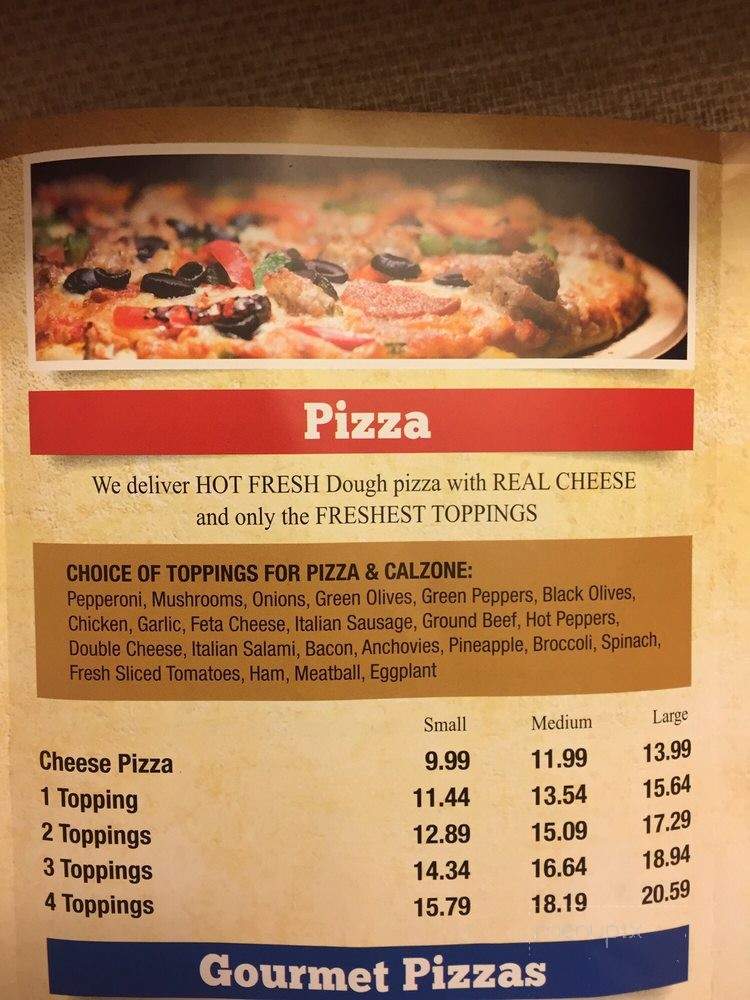 Pizza
We deliver HOT FRESH Dough pizza with REAL CHEESE
and only the FRESHEST TOPPINGS
CHOICE OF TOPPINGS FOR PIZZA & CALZONE:
Pepperoni, Mushrooms, Onions, Green Olives, Green Peppers, Black Olives,
Chicken, Garlic, Feta Cheese, Italian Sausage, Ground Beef, Hot Peppers,
Double Cheese, Italian Salami, Bacon, Anchovies, Pineapple, Broccoli, Spinach,
Fresh Sliced Tomatoes, Ham, Meatball, Eggplant
Small Medium Large
Cheese Pizza 9.99 11.99 13.99
1 Topping 11.44 13.54 15.64
2 Toppings 12.89 15.09 17.29
3 Toppings 14.34 16.64 18.94
4 Toppings 15.79 18.19 20.59
menupix
Gourmet Pizzas